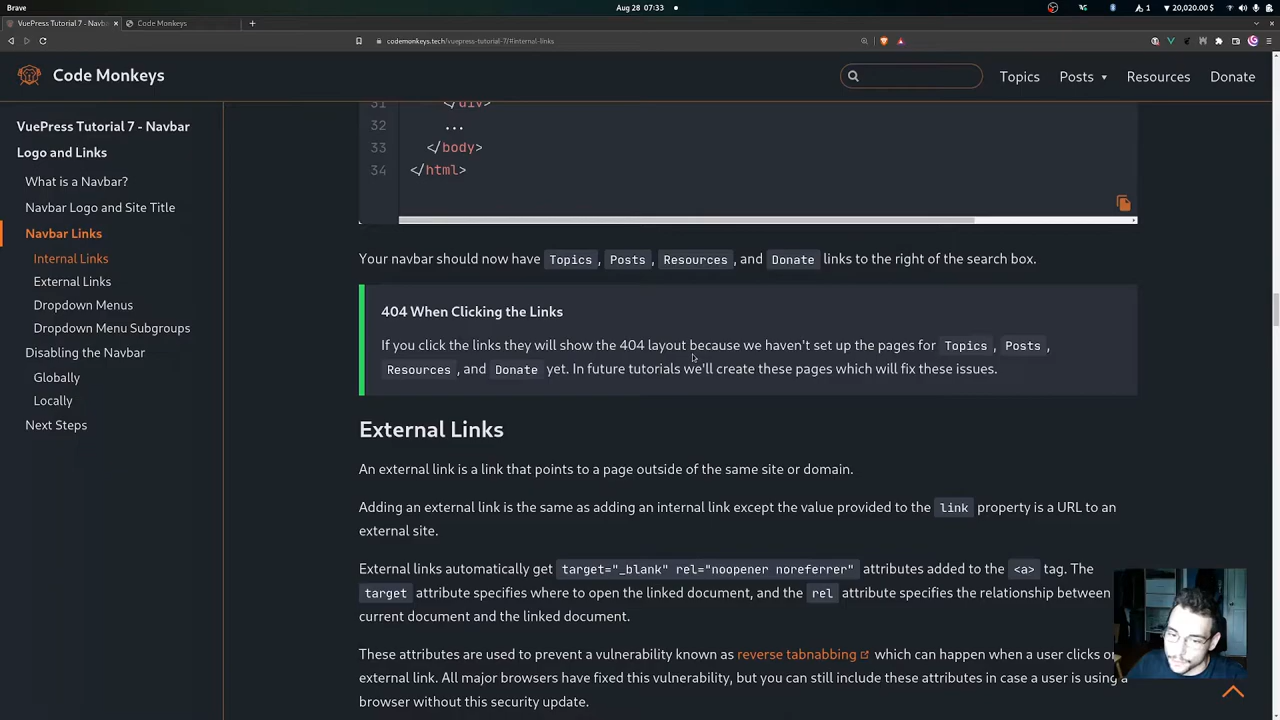 Brave
Aug 28 07:33
1
20,020.00 $
VuePress Tutorial 7 - Navba
Code Monkeys
codemonkeys.tech/vuepress-tutorial-7/#internal-links
Code Monkeys
Topics
Posts
Resources
Donate
VuePress Tutorial 7 - Navbar
Logo and Links
What is a Navbar?
Navbar Logo and Site Title
Navbar Links
Internal Links
External Links
Dropdown Menus
Dropdown Menu Subgroups
Disabling the Navbar
Globally
Locally
Next Steps
31 </div>
32 ...
33 </body>
34 </html>
Your navbar should now have Topics, Posts, Resources, and Donate links to the right of the search box.
404 When Clicking the Links
If you click the links they will show the 404 layout because we haven't set up the pages for Topics, Posts,
Resources, and Donate yet. In future tutorials we'll create these pages which will fix these issues.
External Links
An external link is a link that points to a page outside of the same site or domain.
Adding an external link is the same as adding an internal link except the value provided to the link property is a URL to an
external site.
External links automatically get target="_blank" rel="noopener noreferrer" attributes added to the <a> tag. The
target attribute specifies where to open the linked document, and the rel attribute specifies the relationship between
current document and the linked document.
These attributes are used to prevent a vulnerability known as reverse tabnabbing which can happen when a user clicks
external link. All major browsers have fixed this vulnerability, but you can still include these attributes in case a user is using a
browser without this security update.